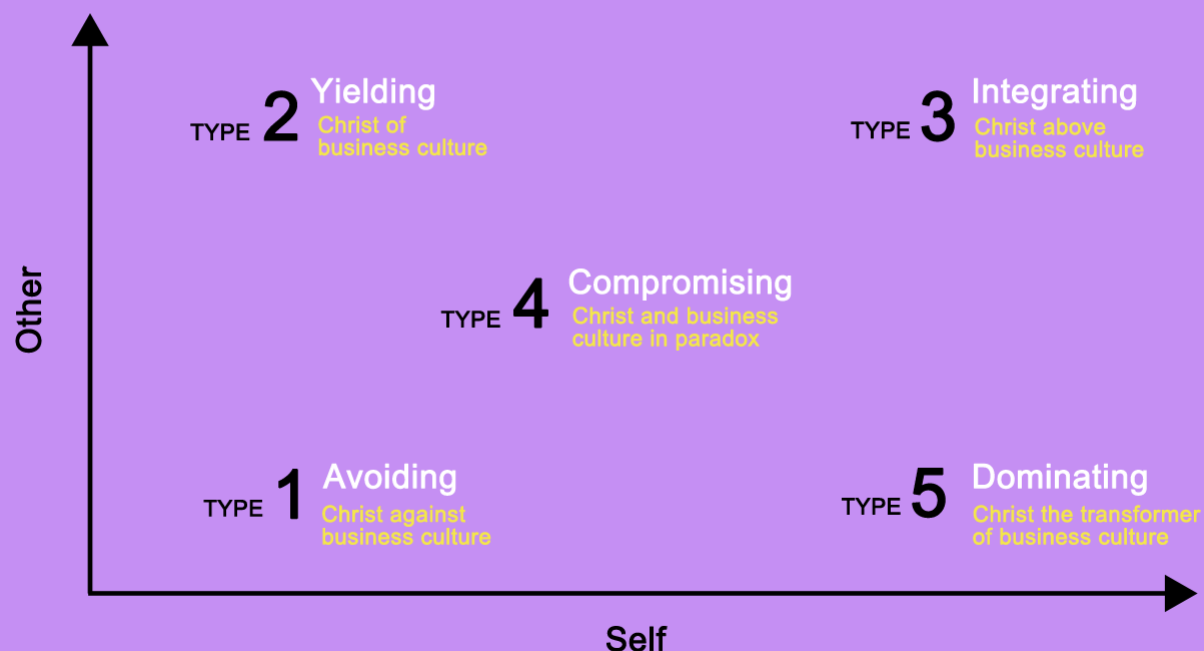 Yielding
TYPE 2
Christ of
business culture
Integrating
TYPE 3
Christ above
business culture
Other
Compromising
TYPE 4
Christ and business
culture in paradox
Avoiding
TYPE 1
Christ against
business culture
Dominating
TYPE 5
Christ the transformer
of business culture
Self